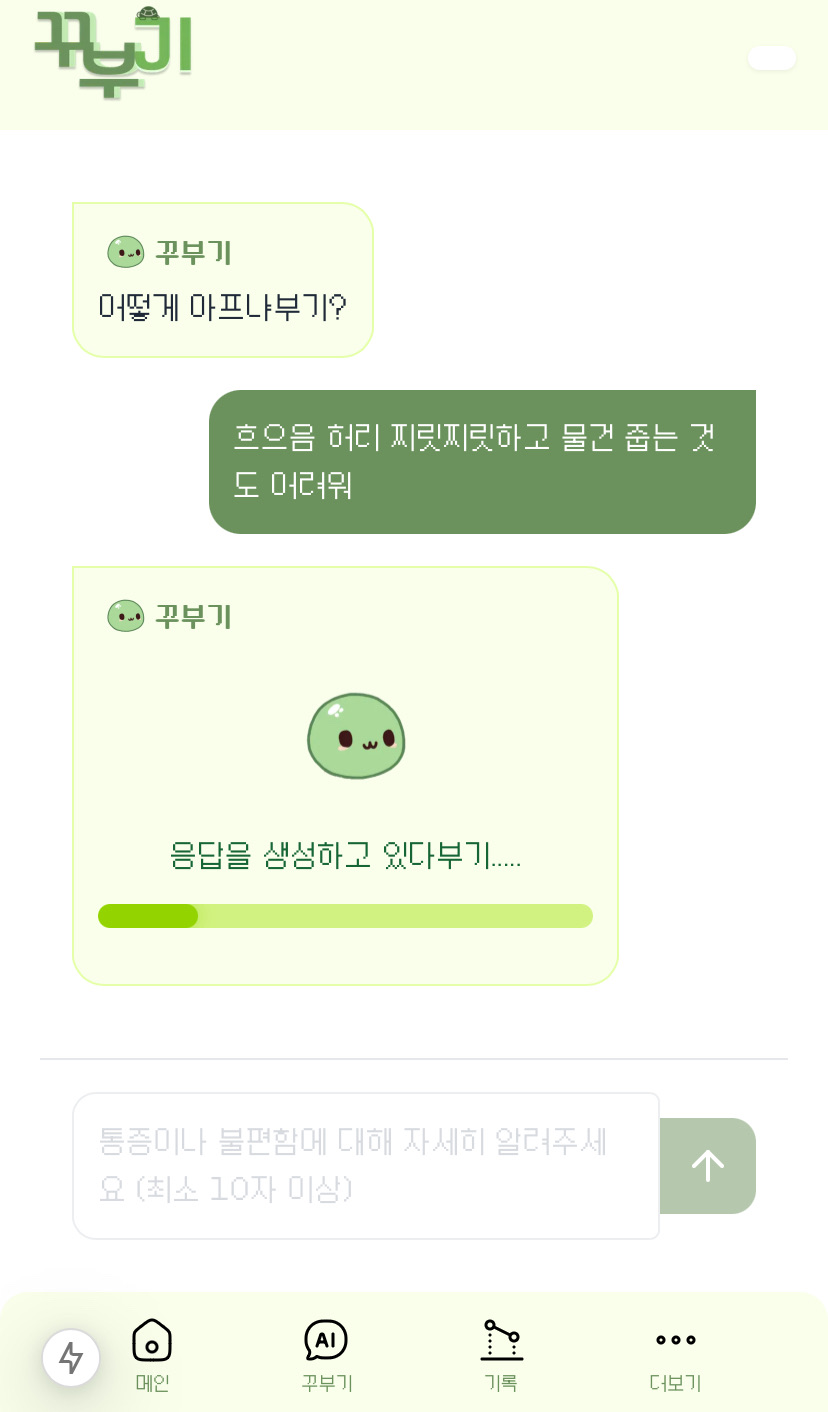 꾸부기
꾸부기
어떻게 아프냐부기?
흐으음 허리 찌릿찌릿하고 물건 줍는 것
도 어려워
꾸부기
응답을 생성하고 있다부기.....
통증이나 불편함에 대해 자세히 알려주세
요 (최소 10자 이상)
AI
메인
꾸부기
기록
더보기